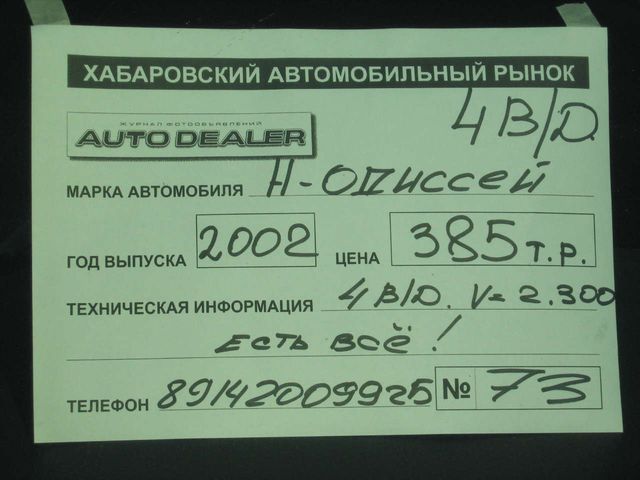 ХАБАРОВСКИЙ АВТОМОБИЛЬНЫЙ РЫНОК
ЖУРНАЛ ФОТООБЪЯВЛЕНИЙ
AUTO DEALER
4 В/Д.
МАРКА АВТОМОБИЛЯ Н-Одиссей
ГОД ВЫПУСКА 2002 ЦЕНА 385 т.р.
ТЕХНИЧЕСКАЯ ИНФОРМАЦИЯ 4 В/Д. V= 2.300
Есть всё!
ТЕЛЕФОН 89142009925 № 73